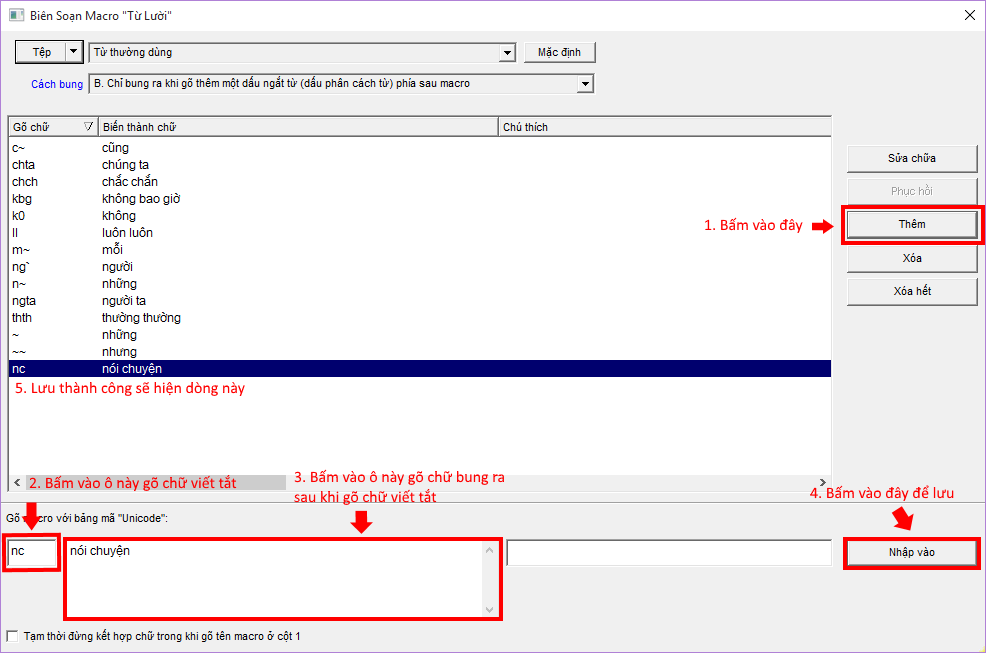 Biên Soạn Macro "Từ Lười"
Tệp Từ thường dùng Mặc định
Cách bung B. Chỉ bung ra khi gõ thêm một dấu ngắt từ (dấu phân cách từ) phía sau macro
Gõ chữ Biến thành chữ Chú thích
c~ cũng
chta chúng ta
chch chắc chắn
kbg không bao giờ
k0 không
ll luôn luôn
m~ mỗi
ng` người
n~ những
ngta người ta
thth thường thường
~ những
~~ nhưng
nc nói chuyện
5. Lưu thành công sẽ hiện dòng này
Sửa chữa
Phục hồi
1. Bấm vào đây Thêm
Xóa
Xóa hết
2. Bấm vào ô này gõ chữ viết tắt
3. Bấm vào ô này gõ chữ bung ra
sau khi gõ chữ viết tắt
4. Bấm vào đây để lưu
Gõ macro với bảng mã "Unicode":
nc nói chuyện Nhập vào
Tạm thời đừng kết hợp chữ trong khi gõ tên macro ở cột 1